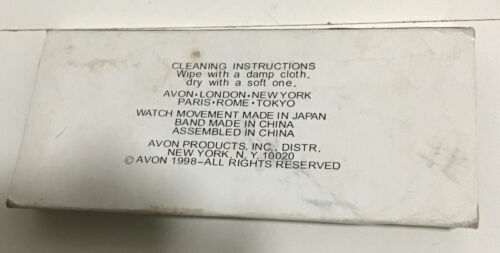 CLEANING INSTRUCTIONS
Wipe with a damp cloth,
dry with a soft one.
AVON•LONDON•NEW YORK
PARIS•ROME•TOKYO
WATCH MOVEMENT MADE IN JAPAN
BAND MADE IN CHINA
ASSEMBLED IN CHINA
AVON PRODUCTS, INC., DISTR.
NEW YORK, N.Y. 10020
© AVON 1998–ALL RIGHTS RESERVED